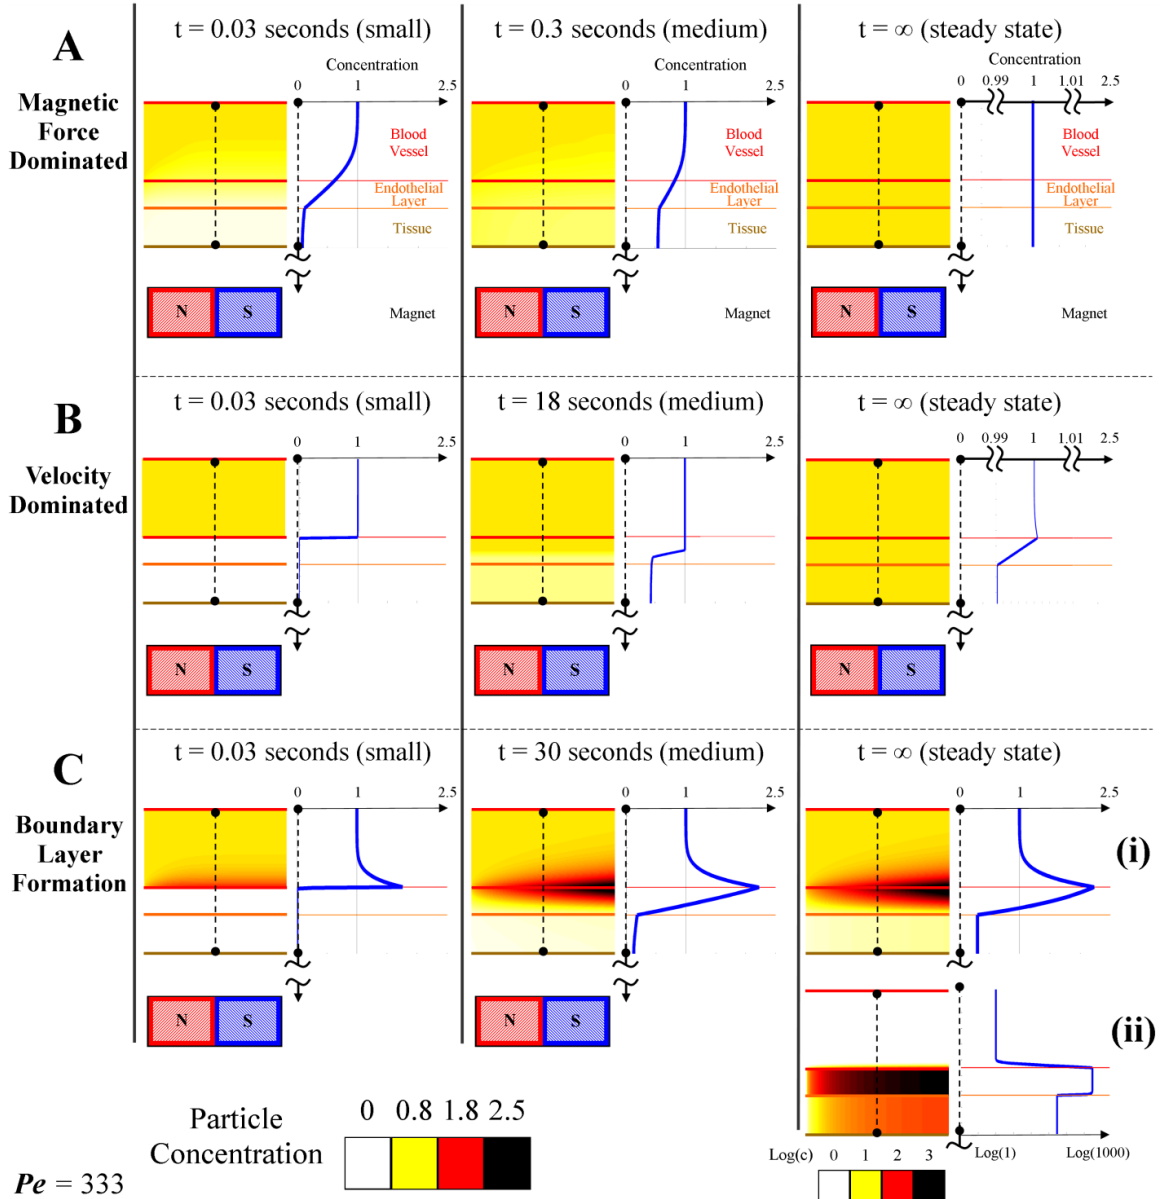 A
Magnetic
Force
Dominated
t = 0.03 seconds (small)
Concentration
0 1 2.5
Blood
Vessel
Endothelial
Layer
Tissue
N S
Magnet
t = 0.3 seconds (medium)
Concentration
0 1 2.5
Blood
Vessel
Endothelial
Layer
Tissue
N S
Magnet
t = ∞ (steady state)
Concentration
0 0.99 1 1.01 2.5
Blood
Vessel
Endothelial
Layer
Tissue
N S
Magnet
B
Velocity
Dominated
t = 0.03 seconds (small)
0 1 2.5
N S
t = 18 seconds (medium)
0 1 2.5
N S
t = ∞ (steady state)
0 0.99 1 1.01 2.5
N S
C
Boundary
Layer
Formation
t = 0.03 seconds (small)
0 1 2.5
N S
t = 30 seconds (medium)
0 1 2.5
N S
t = ∞ (steady state)
0 1 2.5
(i)
(ii)
Log(1) Log(1000)
Log(c) 0 1 2 3
Particle
Concentration
0 0.8 1.8 2.5
Pe = 333